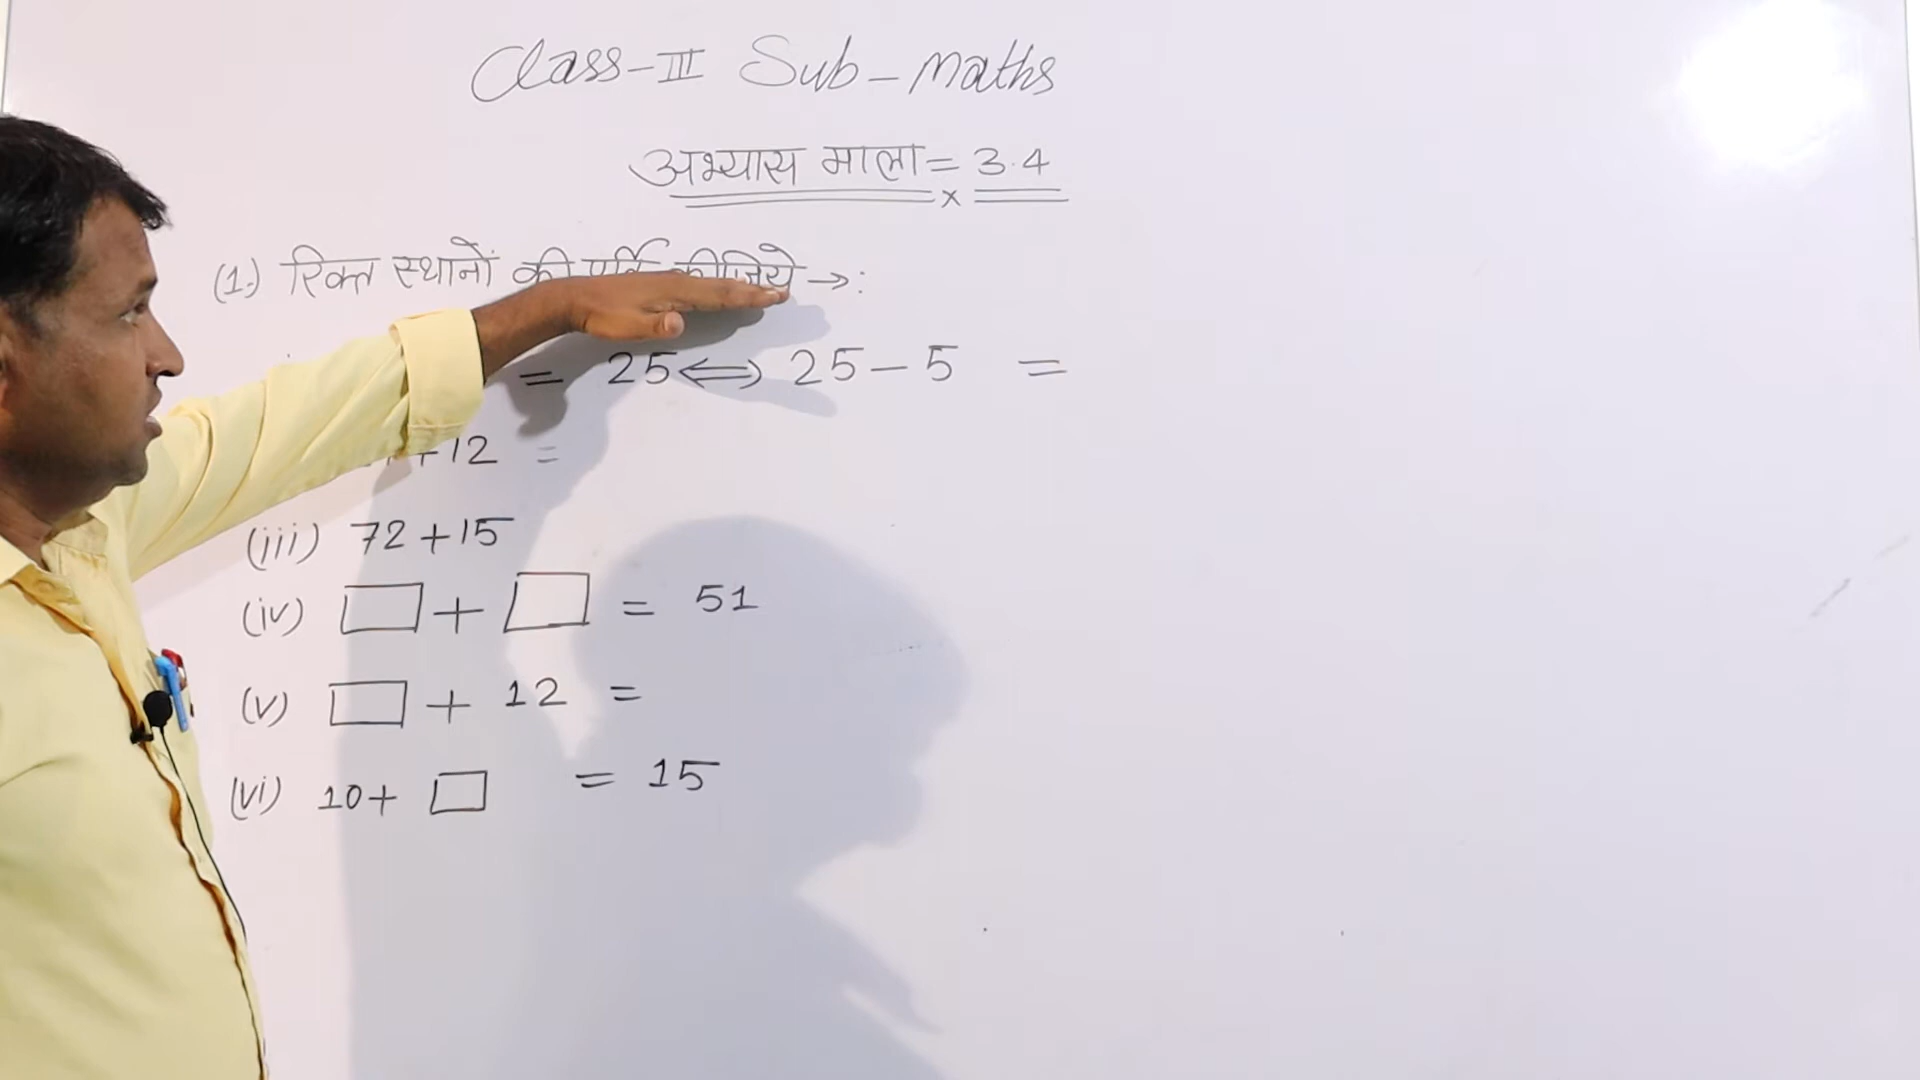 Class-III Sub-Maths
अभ्यास माला = 3.4
x
(1.) रिक्त स्थानों की पूर्ति कीजिये →:
= 25 ⟺ 25 - 5 =
+12 =
(iii) 72 + 15
(iv) □ + □ = 51
(v) □ + 12 =
(vi) 10 + □ = 15